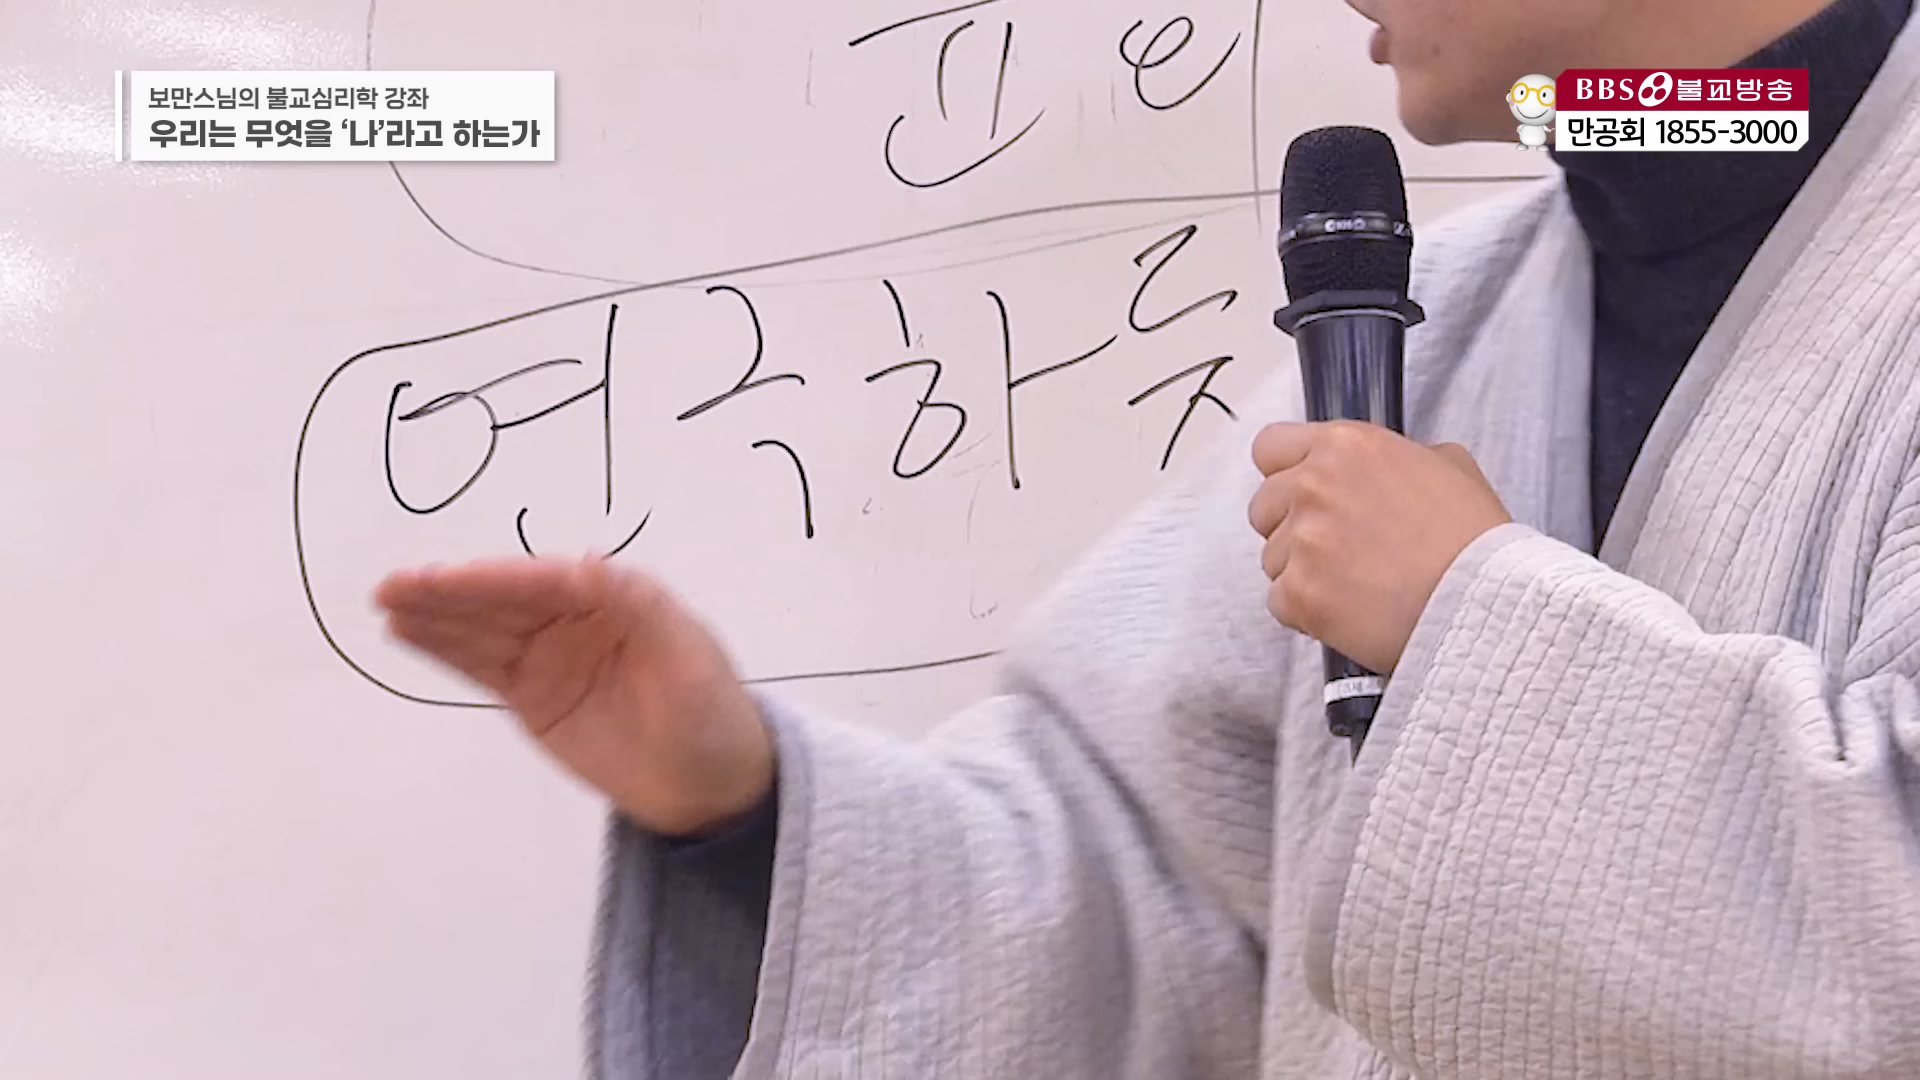 보만스님의 불교심리학 강좌
우리는 무엇을 ‘나’라고 하는가
BBS 불교방송
만공회 1855-3000
연구하듯